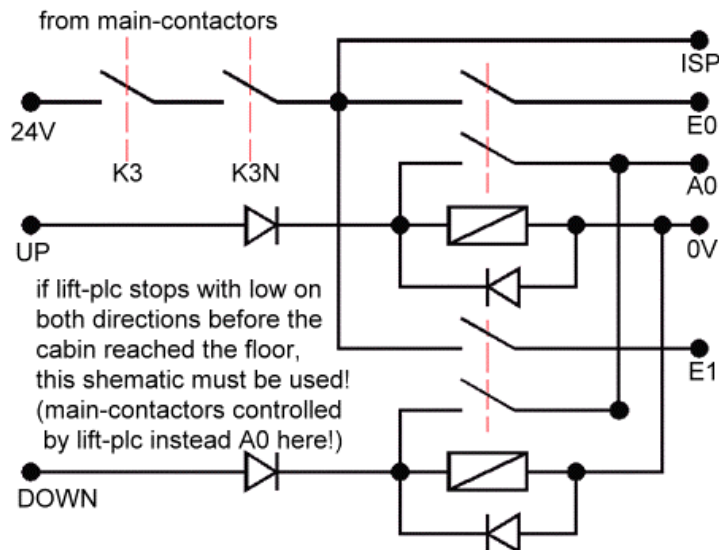 from main-contactors
ISP
24V
E0
K3
K3N
A0
UP
0V
if lift-plc stops with low on
both directions before the
cabin reached the floor,
this shematic must be used!
(main-contactors controlled
by lift-plc instead A0 here!)
E1
DOWN